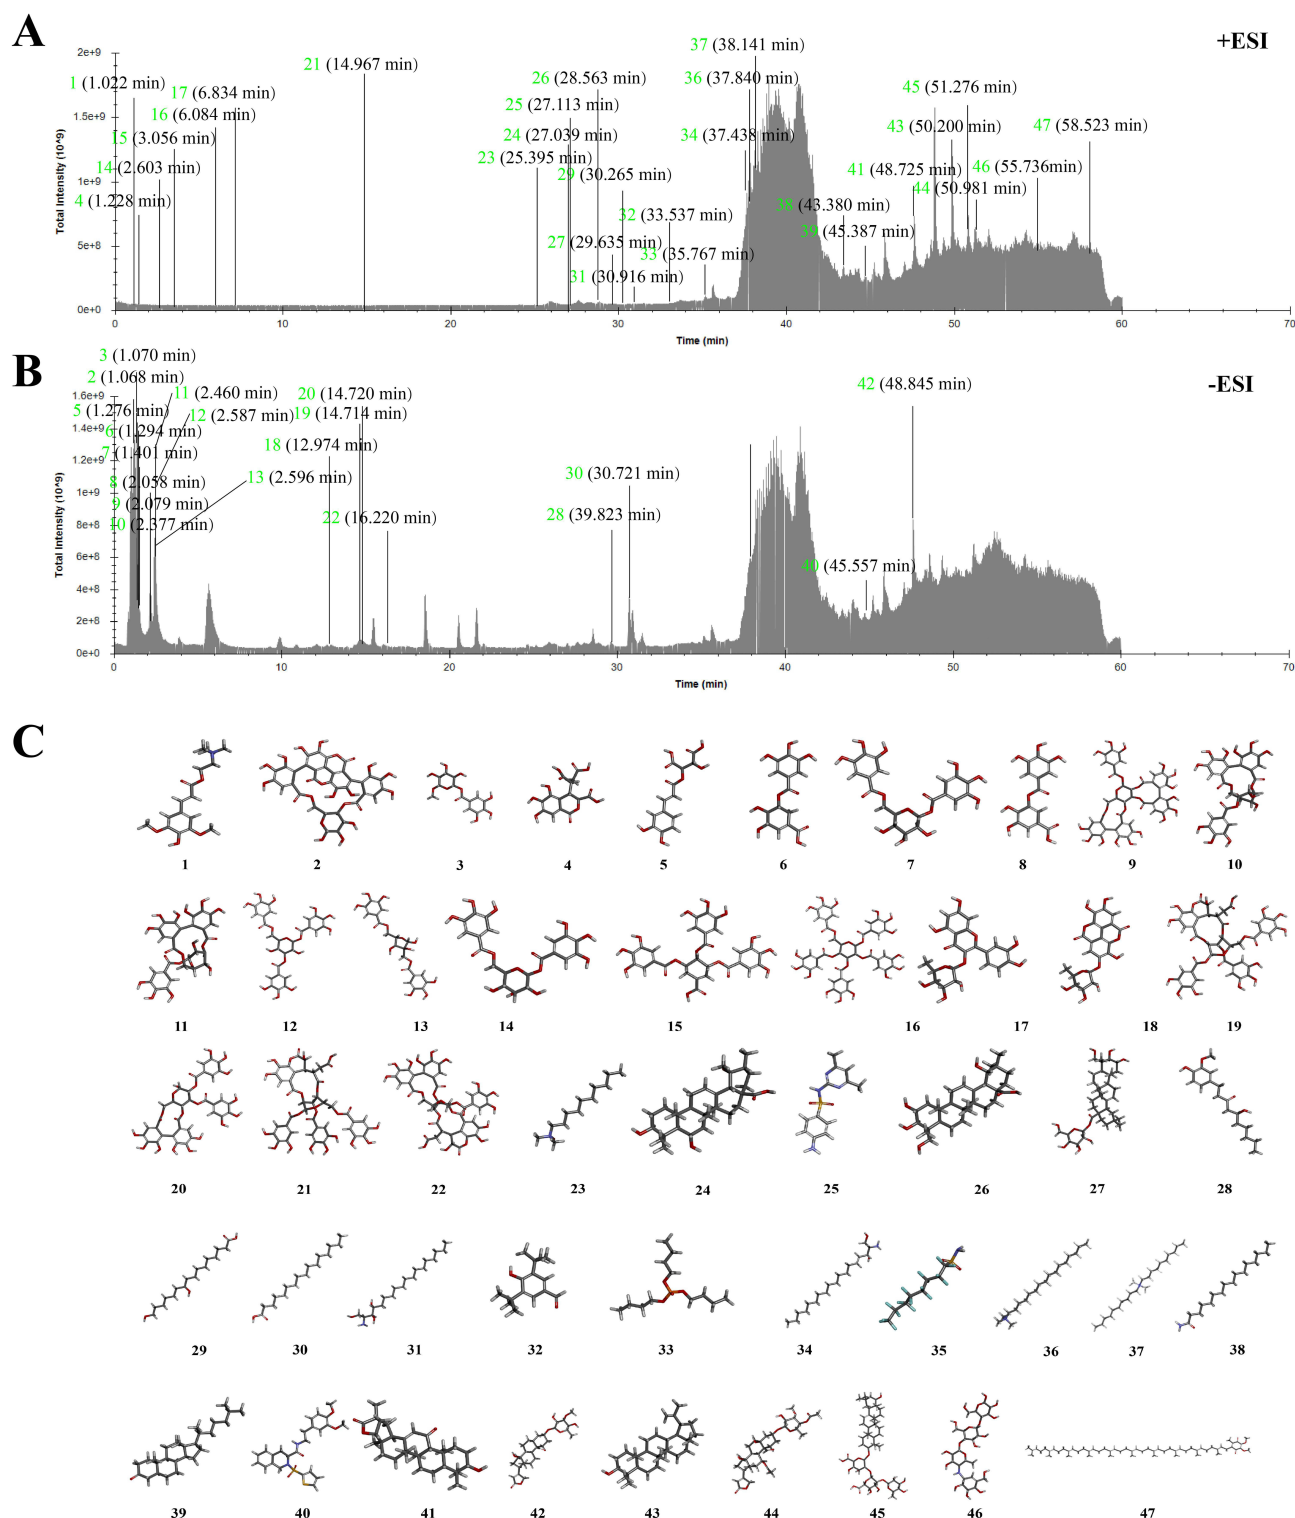 A
+ESI
37 (38.141 min)
2e+9
1 (1.022 min)
21 (14.967 min)
26 (28.563 min)
36 (37.840 min)
45 (51.276 min)
17 (6.834 min)
25 (27.113 min)
1.5e+9
16 (6.084 min)
43 (50.200 min)
47 (58.523 min)
15 (3.056 min)
24 (27.039 min)
34 (37.438 min)
23 (25.395 min)
14 (2.603 min)
29 (30.265 min)
41 (48.725 min)
46 (55.736min)
1e+9
44 (50.981 min)
4 (1.228 min)
38 (43.380 min)
32 (33.537 min)
39 (45.387 min)
27 (29.635 min)
5e+8
33 (35.767 min)
31 (30.916 min)
0e+0
Total Intensity (10^9)
0 10 20 30 40 50 60 70
Time (min)
B
-ESI
3 (1.070 min)
2 (1.068 min)
11 (2.460 min)
20 (14.720 min)
42 (48.845 min)
1.6e+9
5 (1.276 min)
12 (2.587 min)
19 (14.714 min)
6 (1.294 min)
1.4e+9
18 (12.974 min)
7 (1.401 min)
1.2e+9
13 (2.596 min)
30 (30.721 min)
8 (2.058 min)
1e+9
9 (2.079 min)
28 (39.823 min)
22 (16.220 min)
10 (2.377 min)
8e+8
40 (45.557 min)
6e+8
4e+8
2e+8
0e+0
Total Intensity (10^9)
0 10 20 30 40 50 60 70
Time (min)
C
1 2 3 4 5 6 7 8 9 10
11 12 13 14 15 16 17 18 19
20 21 22 23 24 25 26 27 28
29 30 31 32 33 34 35 36 37 38
39 40 41 42 43 44 45 46 47